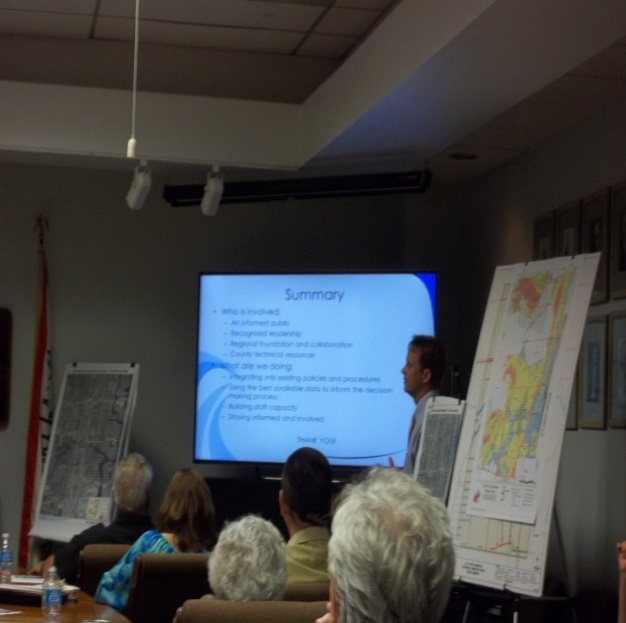 Summary
Who is involved:
– An informed public
– Recognized leadership
– Regional foundation and collaboration
– County technical resources
What are we doing:
– Integrating into existing policies and procedures
– Using the best available data to inform the decision
making process
– Building staff capacity
– Staying informed and involved
THANK YOU!